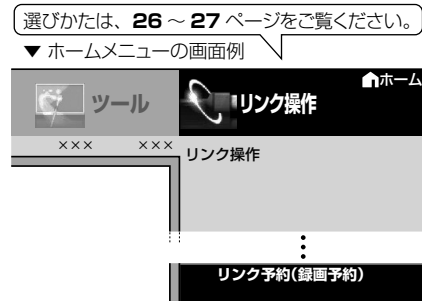 選びかたは、26～27ページをご覧ください。
▼ ホームメニューの画面例
ホーム
ツール
リンク操作
××× ×××
リンク操作
リンク予約(録画予約)